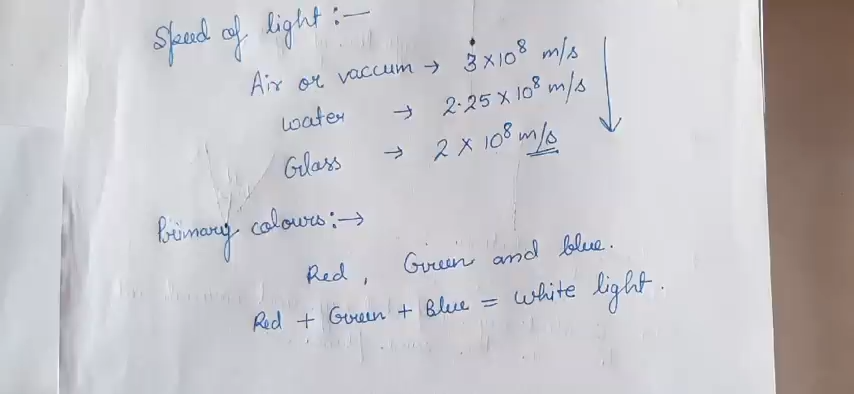 Speed of light :-
Air or vaccum → 3 × 10⁸ m/s
water → 2.25 × 10⁸ m/s
Glass → 2 × 10⁸ m/s
Primary colours :→
Red, Green and blue.
Red + Green + Blue = white light.